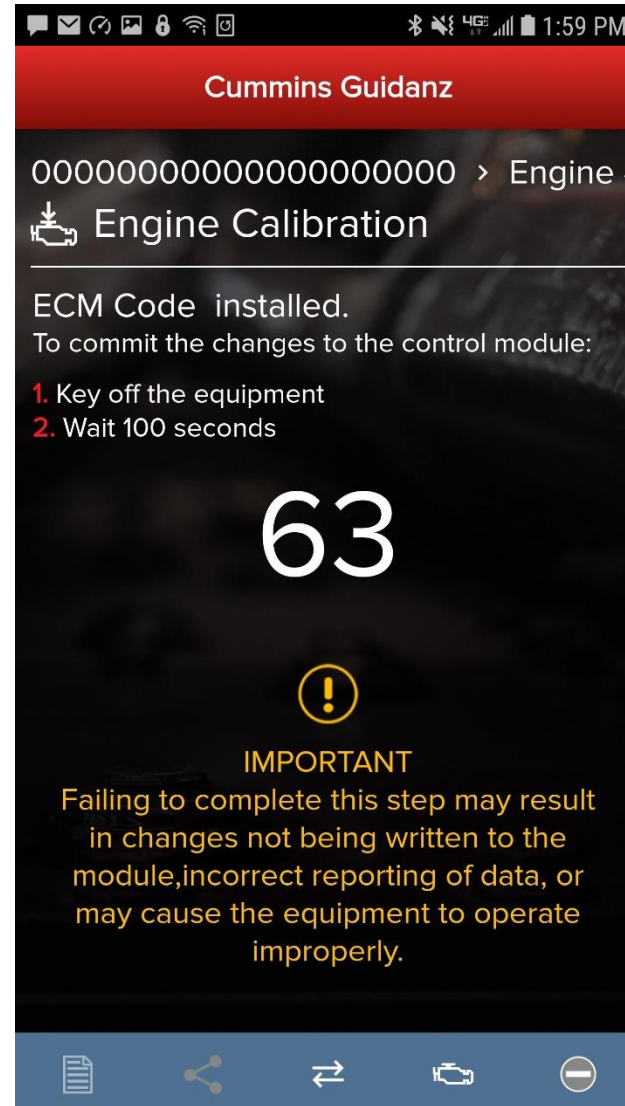 4GE 1:59 PM
Cummins Guidanz
00000000000000000000 > Engine
Engine Calibration
ECM Code installed.
To commit the changes to the control module:
1. Key off the equipment
2. Wait 100 seconds
63
IMPORTANT
Failing to complete this step may result
in changes not being written to the
module,incorrect reporting of data, or
may cause the equipment to operate
improperly.